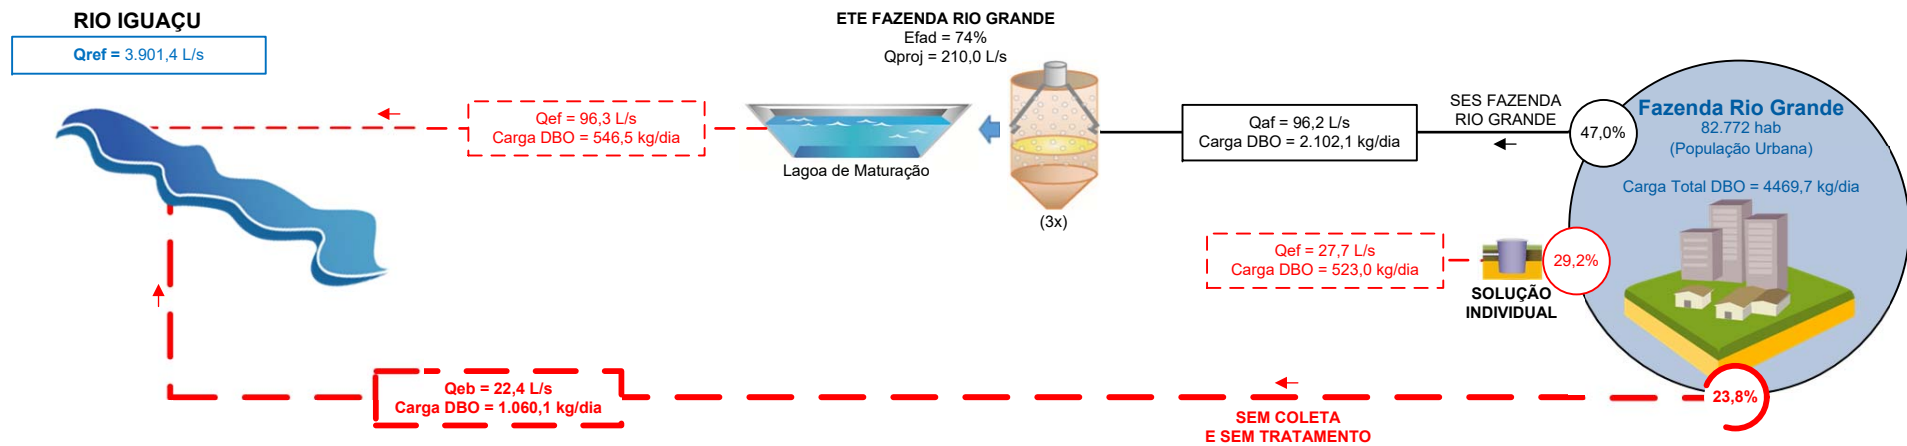 RIO IGUAÇU
Qref = 3.901,4 L/s
ETE FAZENDA RIO GRANDE
Efad = 74%
Qproj = 210,0 L/s
Qef = 96,3 L/s
Carga DBO = 546,5 kg/dia
Lagoa de Maturação
(3x)
Qaf = 96,2 L/s
Carga DBO = 2.102,1 kg/dia
SES FAZENDA
RIO GRANDE
47,0%
Fazenda Rio Grande
82.772 hab
(População Urbana)
Carga Total DBO = 4469,7 kg/dia
Qef = 27,7 L/s
Carga DBO = 523,0 kg/dia
29,2%
SOLUÇÃO
INDIVIDUAL
Qeb = 22,4 L/s
Carga DBO = 1.060,1 kg/dia
23,8%
SEM COLETA
E SEM TRATAMENTO